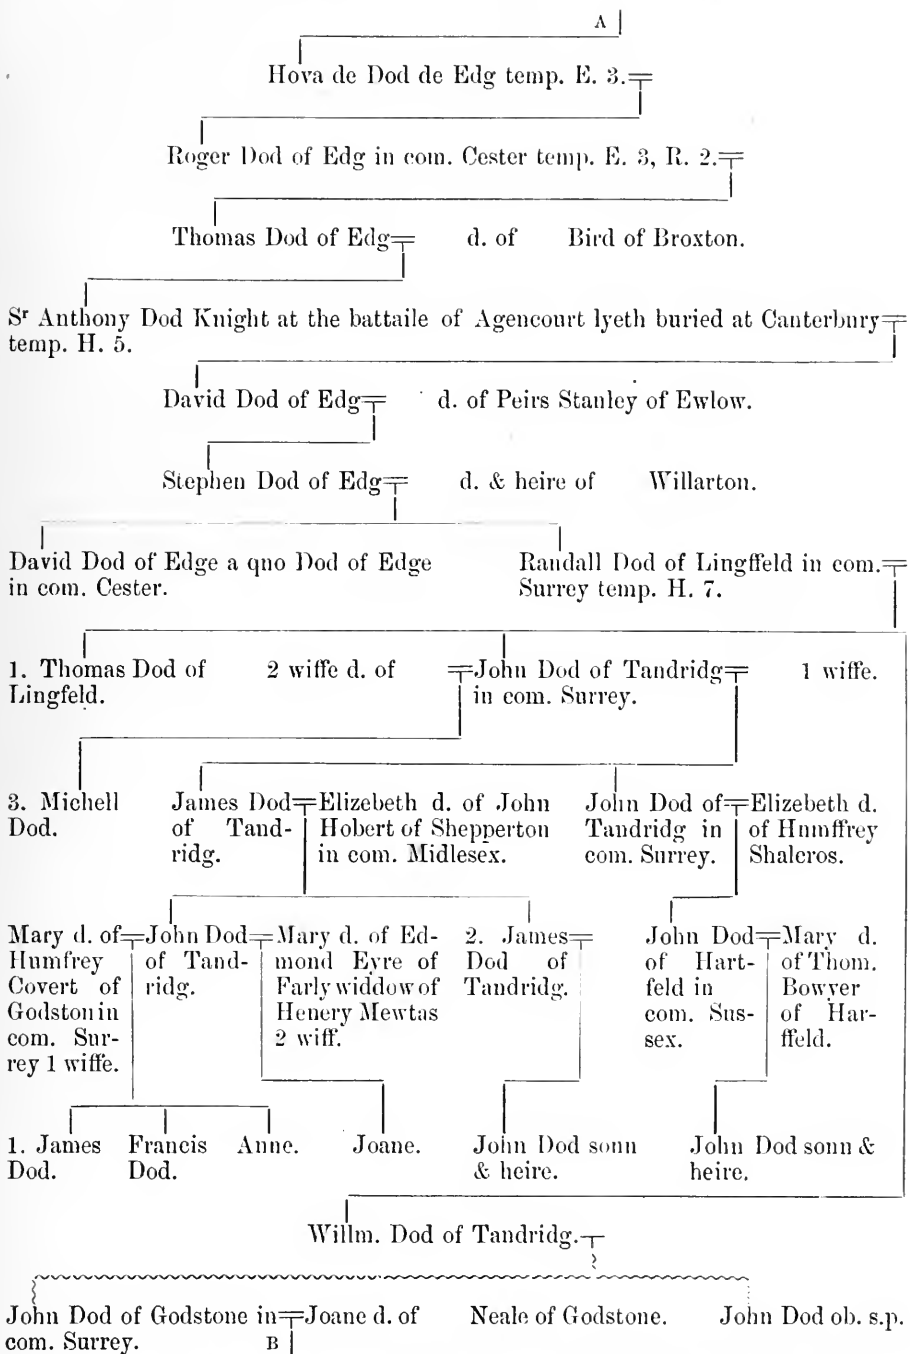 A
Hova de Dod de Edg temp. E. 3.
Roger Dod of Edg in com. Cester temp. E. 3, R. 2.
Thomas Dod of Edg d. of Bird of Broxton.
Sr Anthony Dod Knight at the battaile of Agencourt lyeth buried at Canterbury
temp. H. 5.
David Dod of Edg d. of Peirs Stanley of Ewlow.
Stephen Dod of Edg d. & heire of Willarton.
David Dod of Edge a quo Dod of Edge
in com. Cester.
Randall Dod of Lingffeld in com.
Surrey temp. H. 7.
1. Thomas Dod of
Lingfeld.
2 wiffe d. of
John Dod of Tandridg
in com. Surrey.
1 wiffe.
3. Michell
Dod.
James Dod
of Tand-
ridg.
Elizebeth d. of John
Hobert of Shepperton
in com. Midlesex.
John Dod of
Tandridg in
com. Surrey.
Elizebeth d.
of Humffrey
Shalcros.
Mary d. of
Humfrey
Covert of
Godston in
com. Sur-
rey 1 wiffe.
John Dod
of Tand-
ridg.
Mary d. of Ed-
mond Eyre of
Farly widdow of
Henery Mewtas
2 wiff.
2. James
Dod of
Tandridg.
John Dod
of Hart-
feld in
com. Sus-
sex.
Mary d.
of Thom.
Bowyer
of Har-
ffeld.
1. James
Dod.
Francis
Dod.
Anne.
Joane.
John Dod sonn
& heire.
John Dod sonn &
heire.
Willm. Dod of Tandridg.
John Dod of Godstone in
com. Surrey.
Joane d. of Neale of Godstone.
John Dod ob. s.p.
B